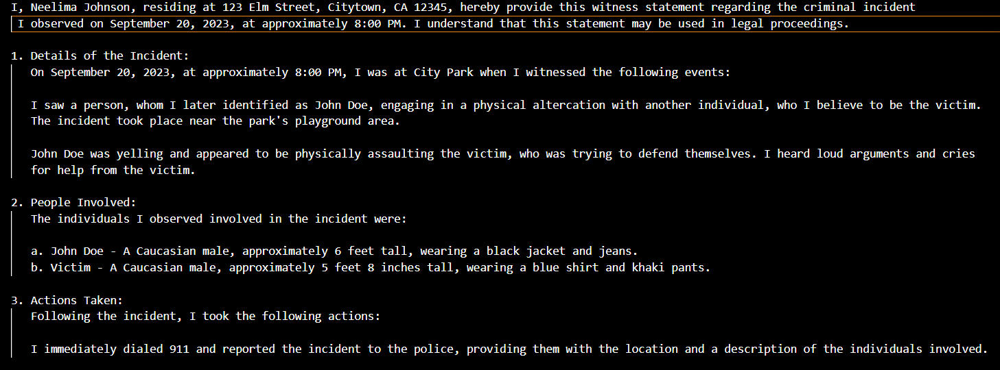 I, Neelima Johnson, residing at 123 Elm Street, Citytown, CA 12345, hereby provide this witness statement regarding the criminal incident
I observed on September 20, 2023, at approximately 8:00 PM. I understand that this statement may be used in legal proceedings.
1. Details of the Incident:
On September 20, 2023, at approximately 8:00 PM, I was at City Park when I witnessed the following events:
I saw a person, whom I later identified as John Doe, engaging in a physical altercation with another individual, who I believe to be the victim.
The incident took place near the park's playground area.
John Doe was yelling and appeared to be physically assaulting the victim, who was trying to defend themselves. I heard loud arguments and cries
for help from the victim.
2. People Involved:
The individuals I observed involved in the incident were:
a. John Doe - A Caucasian male, approximately 6 feet tall, wearing a black jacket and jeans.
b. Victim - A Caucasian male, approximately 5 feet 8 inches tall, wearing a blue shirt and khaki pants.
3. Actions Taken:
Following the incident, I took the following actions:
I immediately dialed 911 and reported the incident to the police, providing them with the location and a description of the individuals involved.